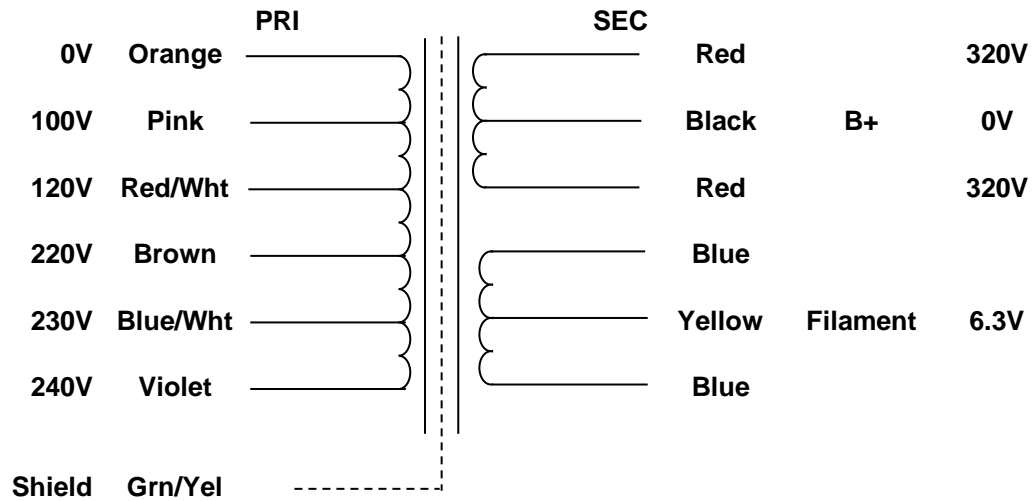 PRI SEC
0V Orange Red 320V
100V Pink Black B+ 0V
120V Red/Wht Red 320V
220V Brown Blue
230V Blue/Wht Yellow Filament 6.3V
240V Violet Blue
Shield Grn/Yel